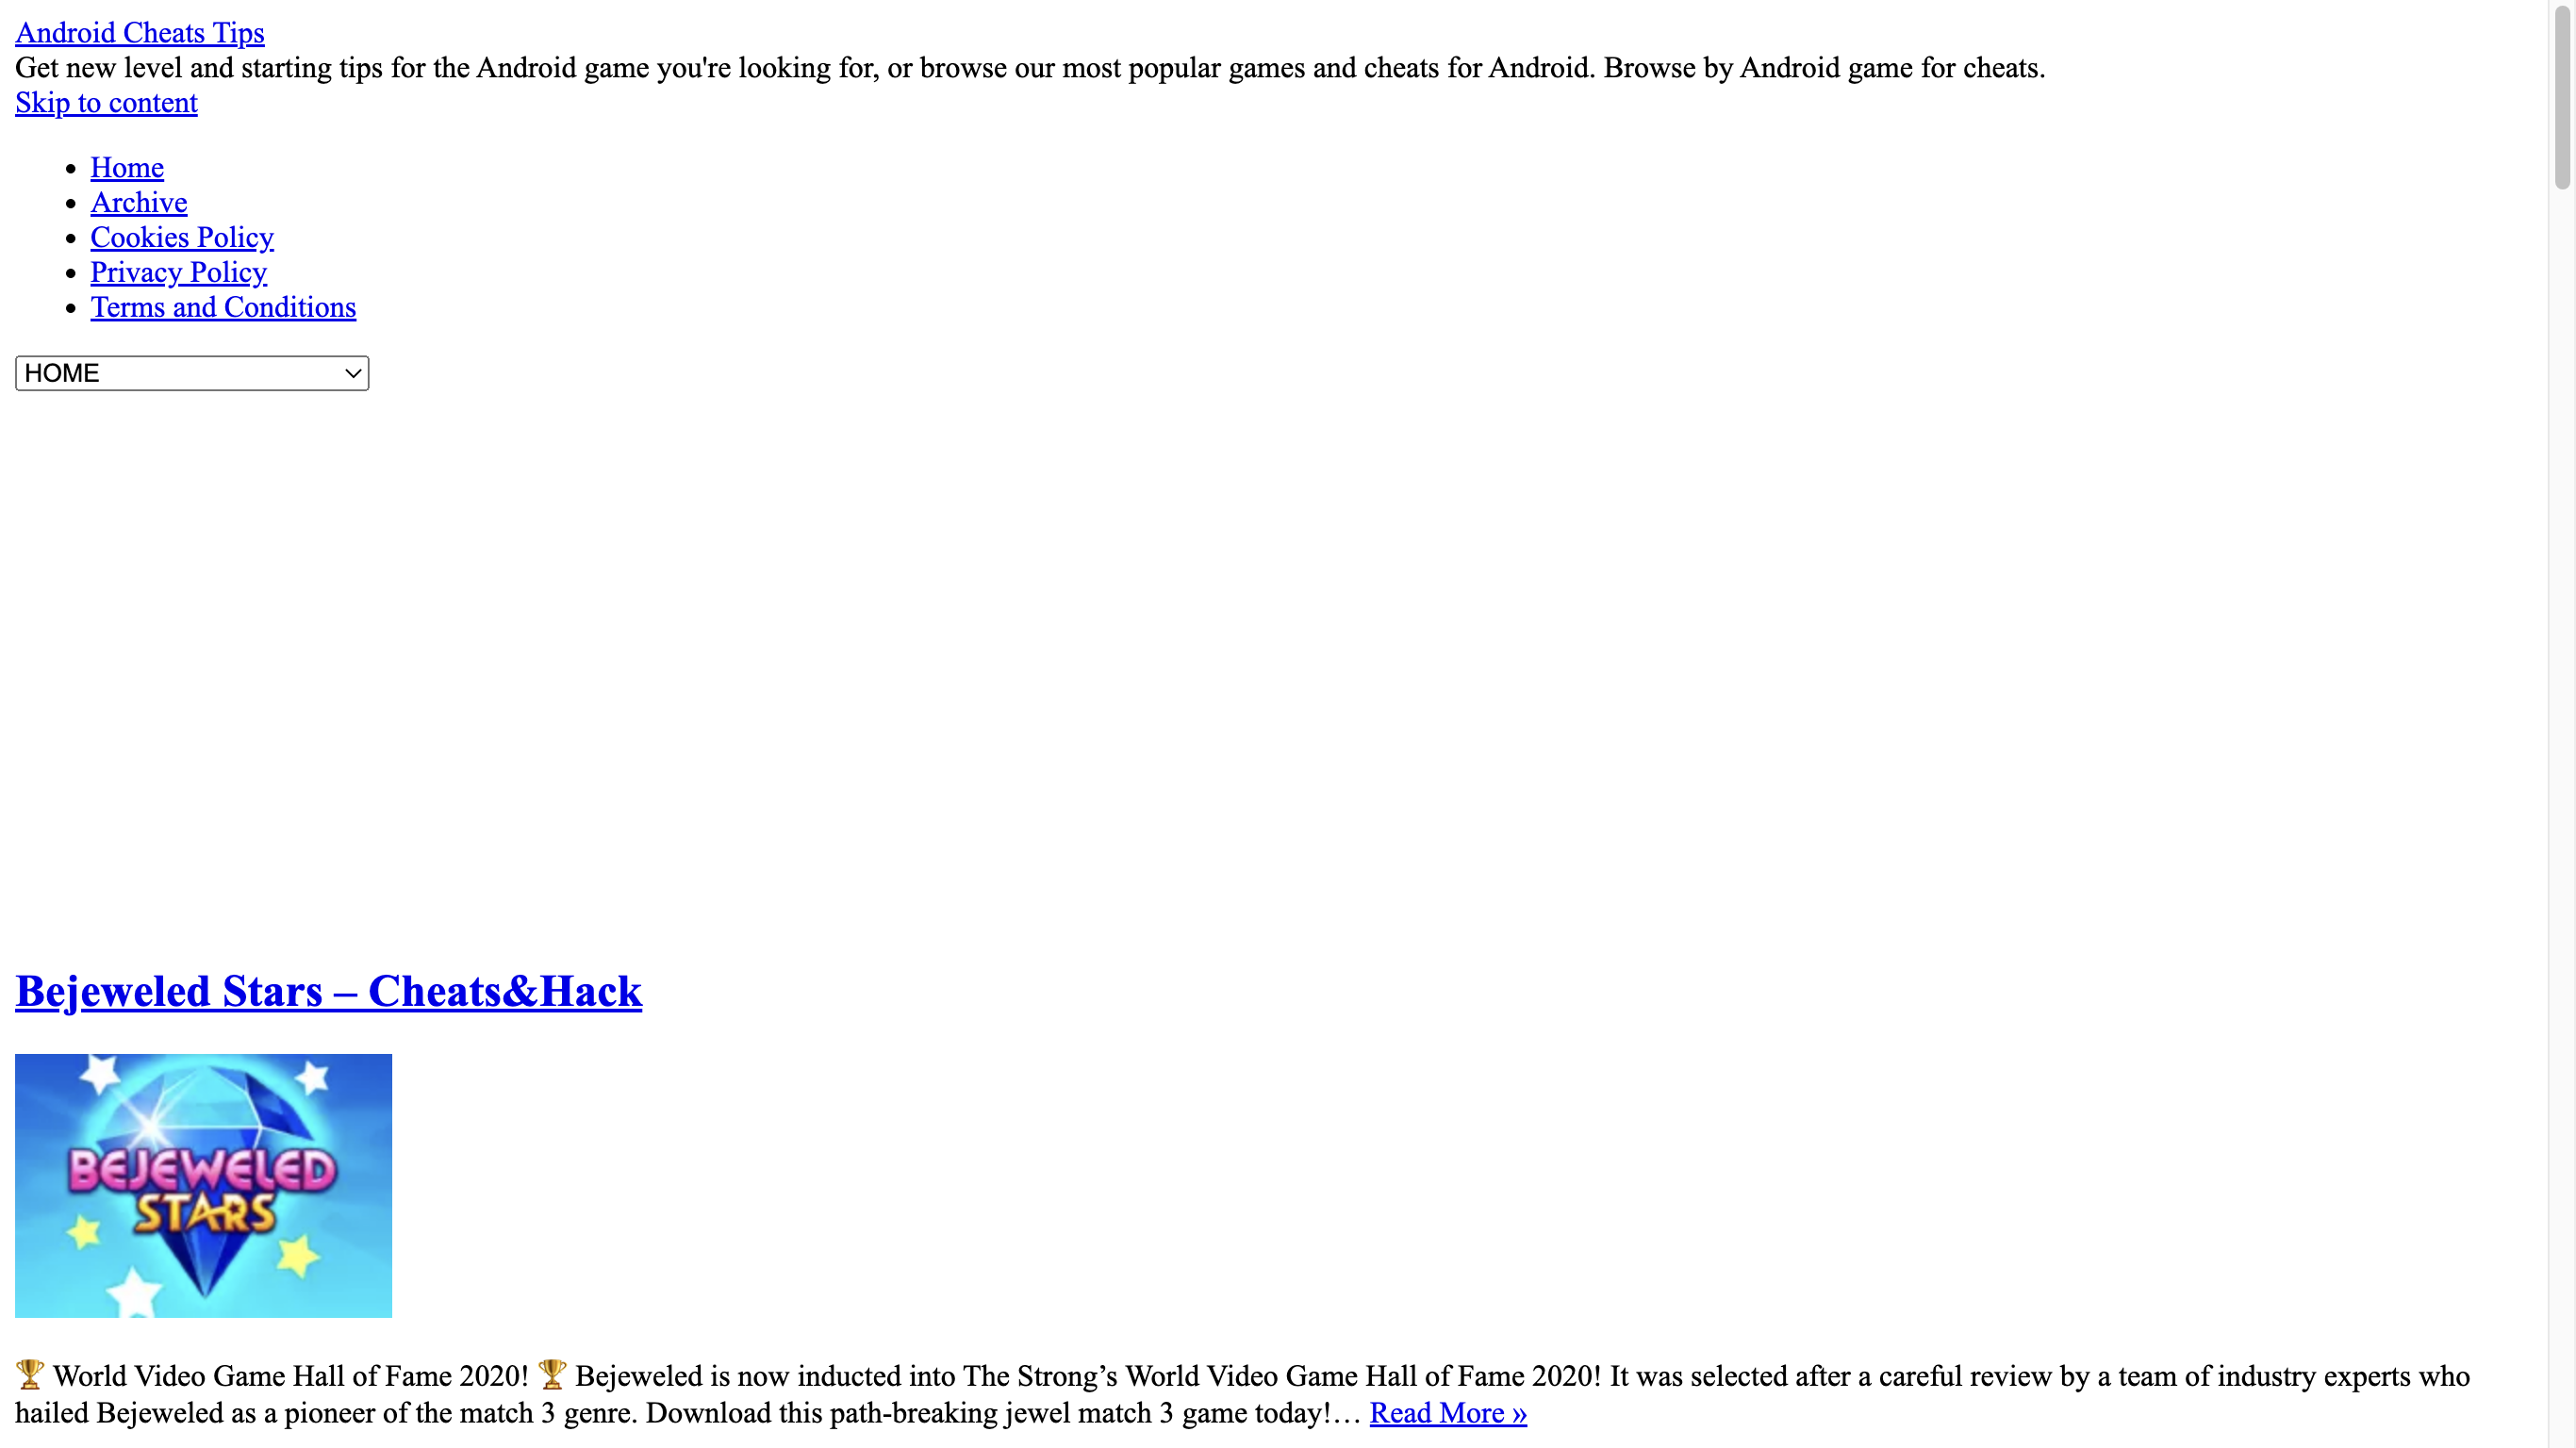 Android Cheats Tips
Get new level and starting tips for the Android game you're looking for, or browse our most popular games and cheats for Android. Browse by Android game for cheats.
Skip to content
Home
Archive
Cookies Policy
Privacy Policy
Terms and Conditions
HOME
Bejeweled Stars – Cheats&Hack
BEJEWELED
STARS
🏆 World Video Game Hall of Fame 2020! 🏆 Bejeweled is now inducted into The Strong’s World Video Game Hall of Fame 2020! It was selected after a careful review by a team of industry experts who
hailed Bejeweled as a pioneer of the match 3 genre. Download this path-breaking jewel match 3 game today!… Read More »